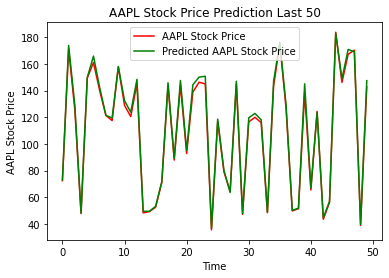 AAPL Stock Price Prediction Last 50
AAPL Stock Price
Predicted AAPL Stock Price
AAPL Stock Price
180
160
140
120
100
80
60
40
0
10
20
30
40
50
Time